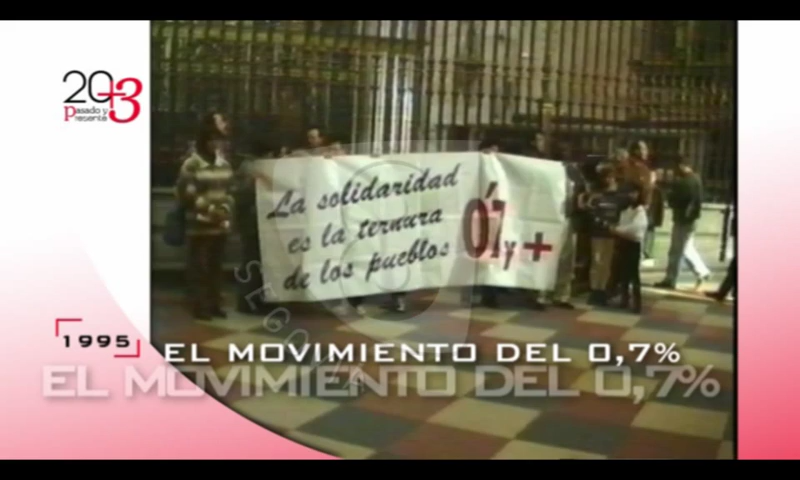 20+3
Pasado y
Presente
La solidaridad
es la ternura
de los pueblos
0'7 y +
SEGOVIA
1995
EL MOVIMIENTO DEL 0,7%
EL MOVIMIENTO DEL 0,7%